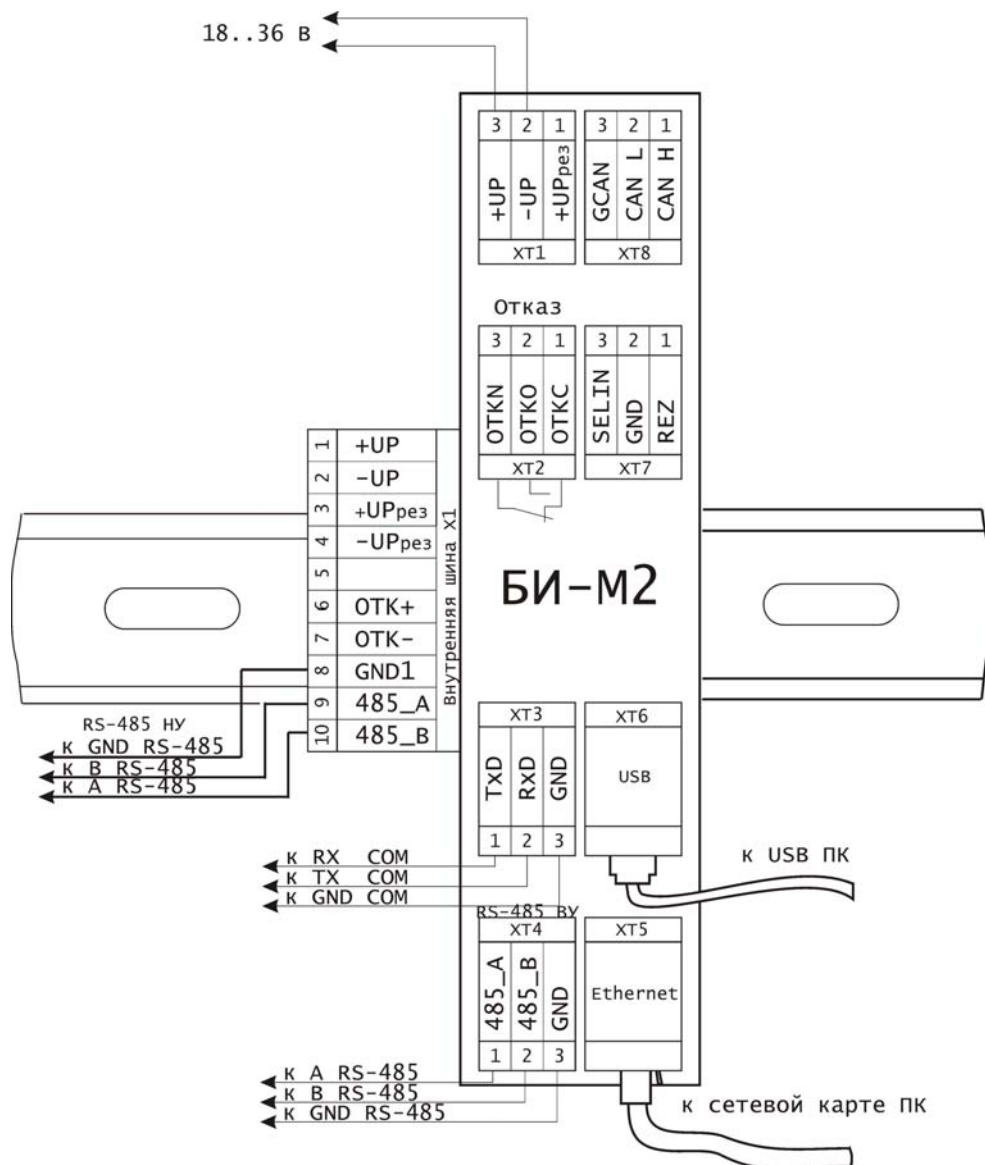 18..36 В
3 2 1
+UP
-UP
+UPрез
XT1
3 2 1
GCAN
CAN L
CAN H
XT8
Отказ
3 2 1
OTKN
OTKO
OTKC
XT2
3 2 1
SELIN
GND
REZ
XT7
1 +UP
2 -UP
3 +UPрез
4 -UPрез
5
6 OTK+
7 OTK-
8 GND1
9 485_A
10 485_B
Внутренняя шина X1
БИ-М2
RS-485 НУ
к GND RS-485
к B RS-485
к A RS-485
XT3
TxD
RxD
GND
1 2 3
XT6
USB
к USB ПК
к RX COM
к TX COM
к GND COM
RS-485 ВУ
XT4
485_A
485_B
GND
1 2 3
XT5
Ethernet
к A RS-485
к B RS-485
к GND RS-485
к сетевой карте ПК